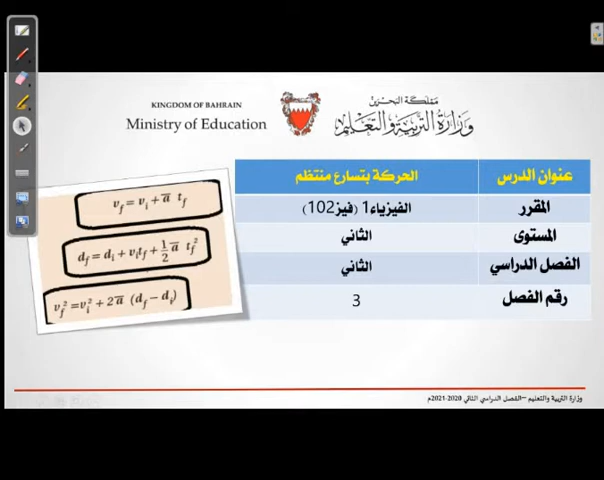 KINGDOM OF BAHRAIN
Ministry of Education
مملكة البحرين
وزارة التربية والتعليم
عنوان الدرس الحركة بتسارع منتظم
المقرر الفيزياء1 (فيز102)
المستوى الثاني
الفصل الدراسي الثاني
رقم الفصل 3
v_f = v_i + a̅ t_f
d_f = d_i + v_i t_f + 1/2 a̅ t_f²
v_f² = v_i² + 2a̅ (d_f − d_i)
وزارة التربية والتعليم –الفصل الدراسي الثاني 2020-2021م